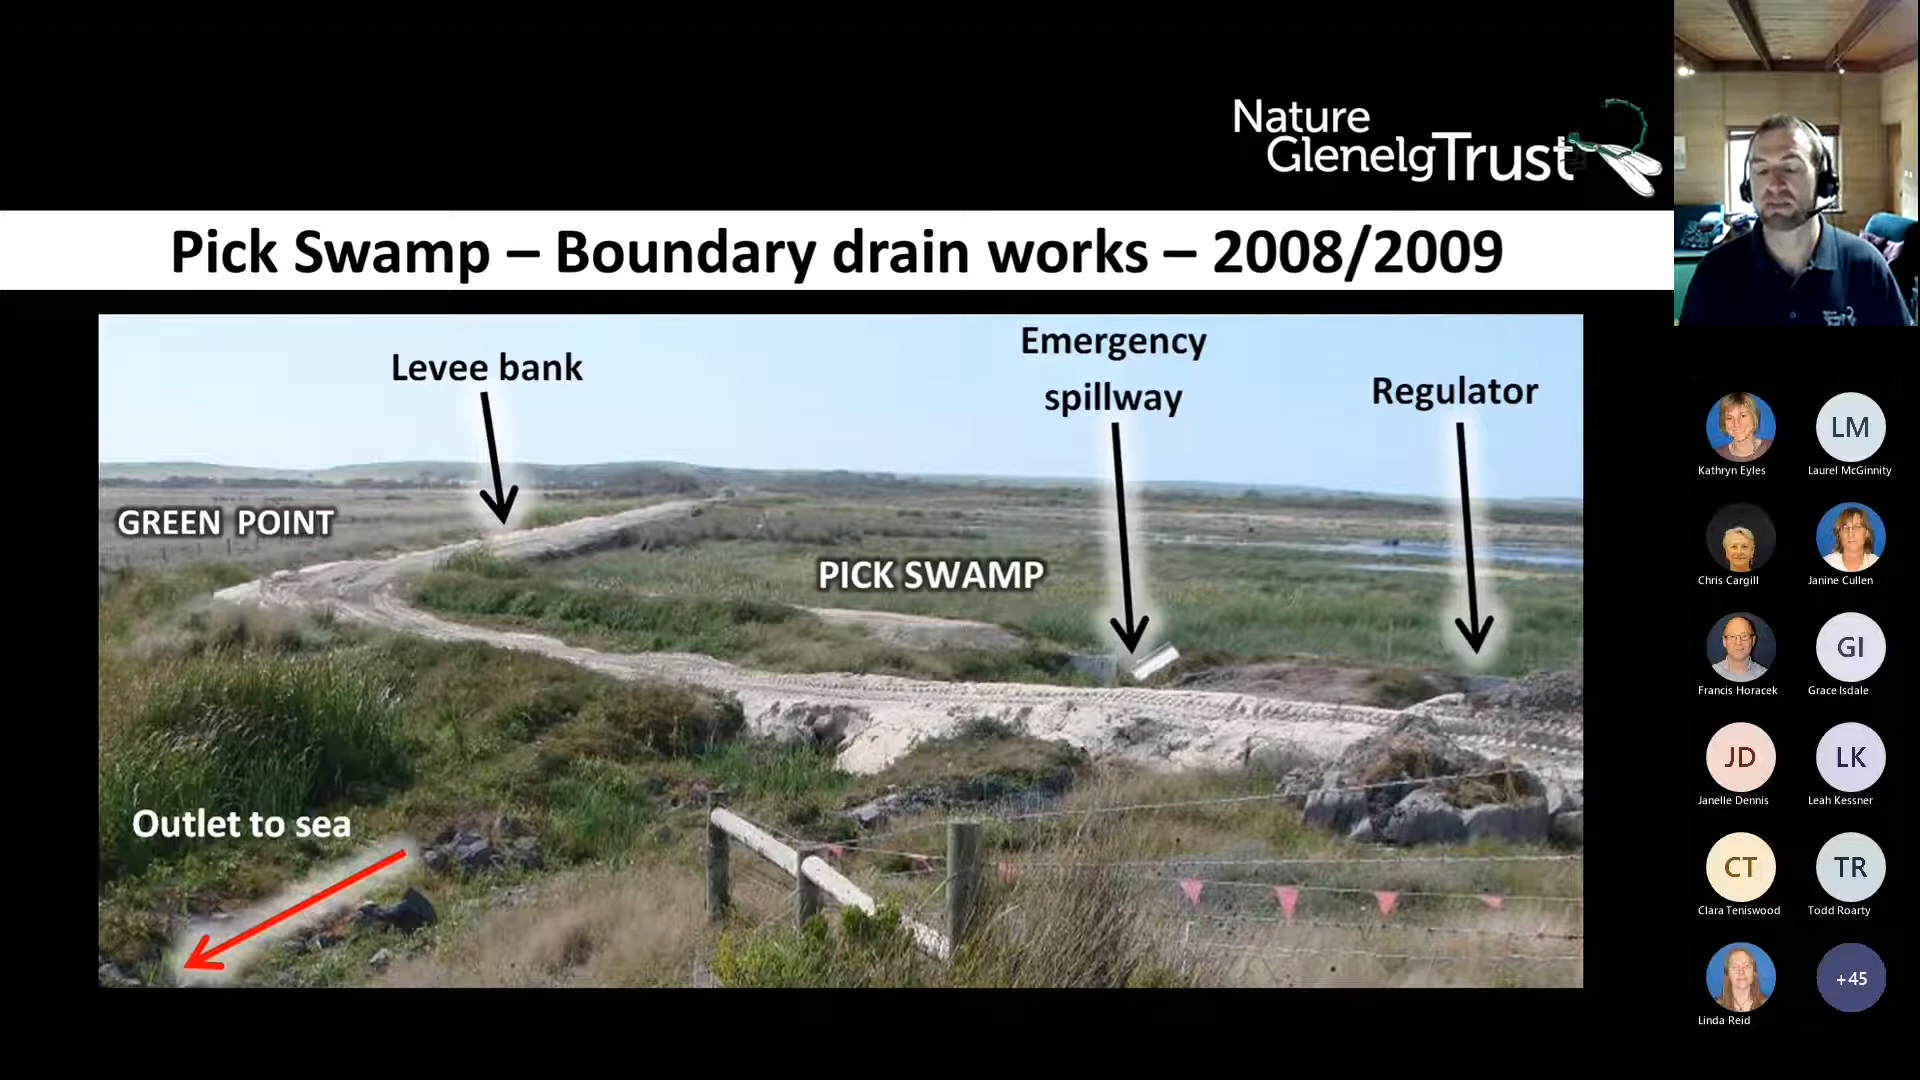 Nature
GlenelgTrust
Pick Swamp – Boundary drain works – 2008/2009
Levee bank
Emergency
spillway
Regulator
GREEN POINT
PICK SWAMP
Outlet to sea
Kathryn Eyles
LM
Laurel McGinnity
Chris Cargill
Janine Cullen
Francis Horacek
GI
Grace Isdale
JD
Janelle Dennis
LK
Leah Kessner
CT
Clara Teniswood
TR
Todd Roarty
Linda Reid
+45